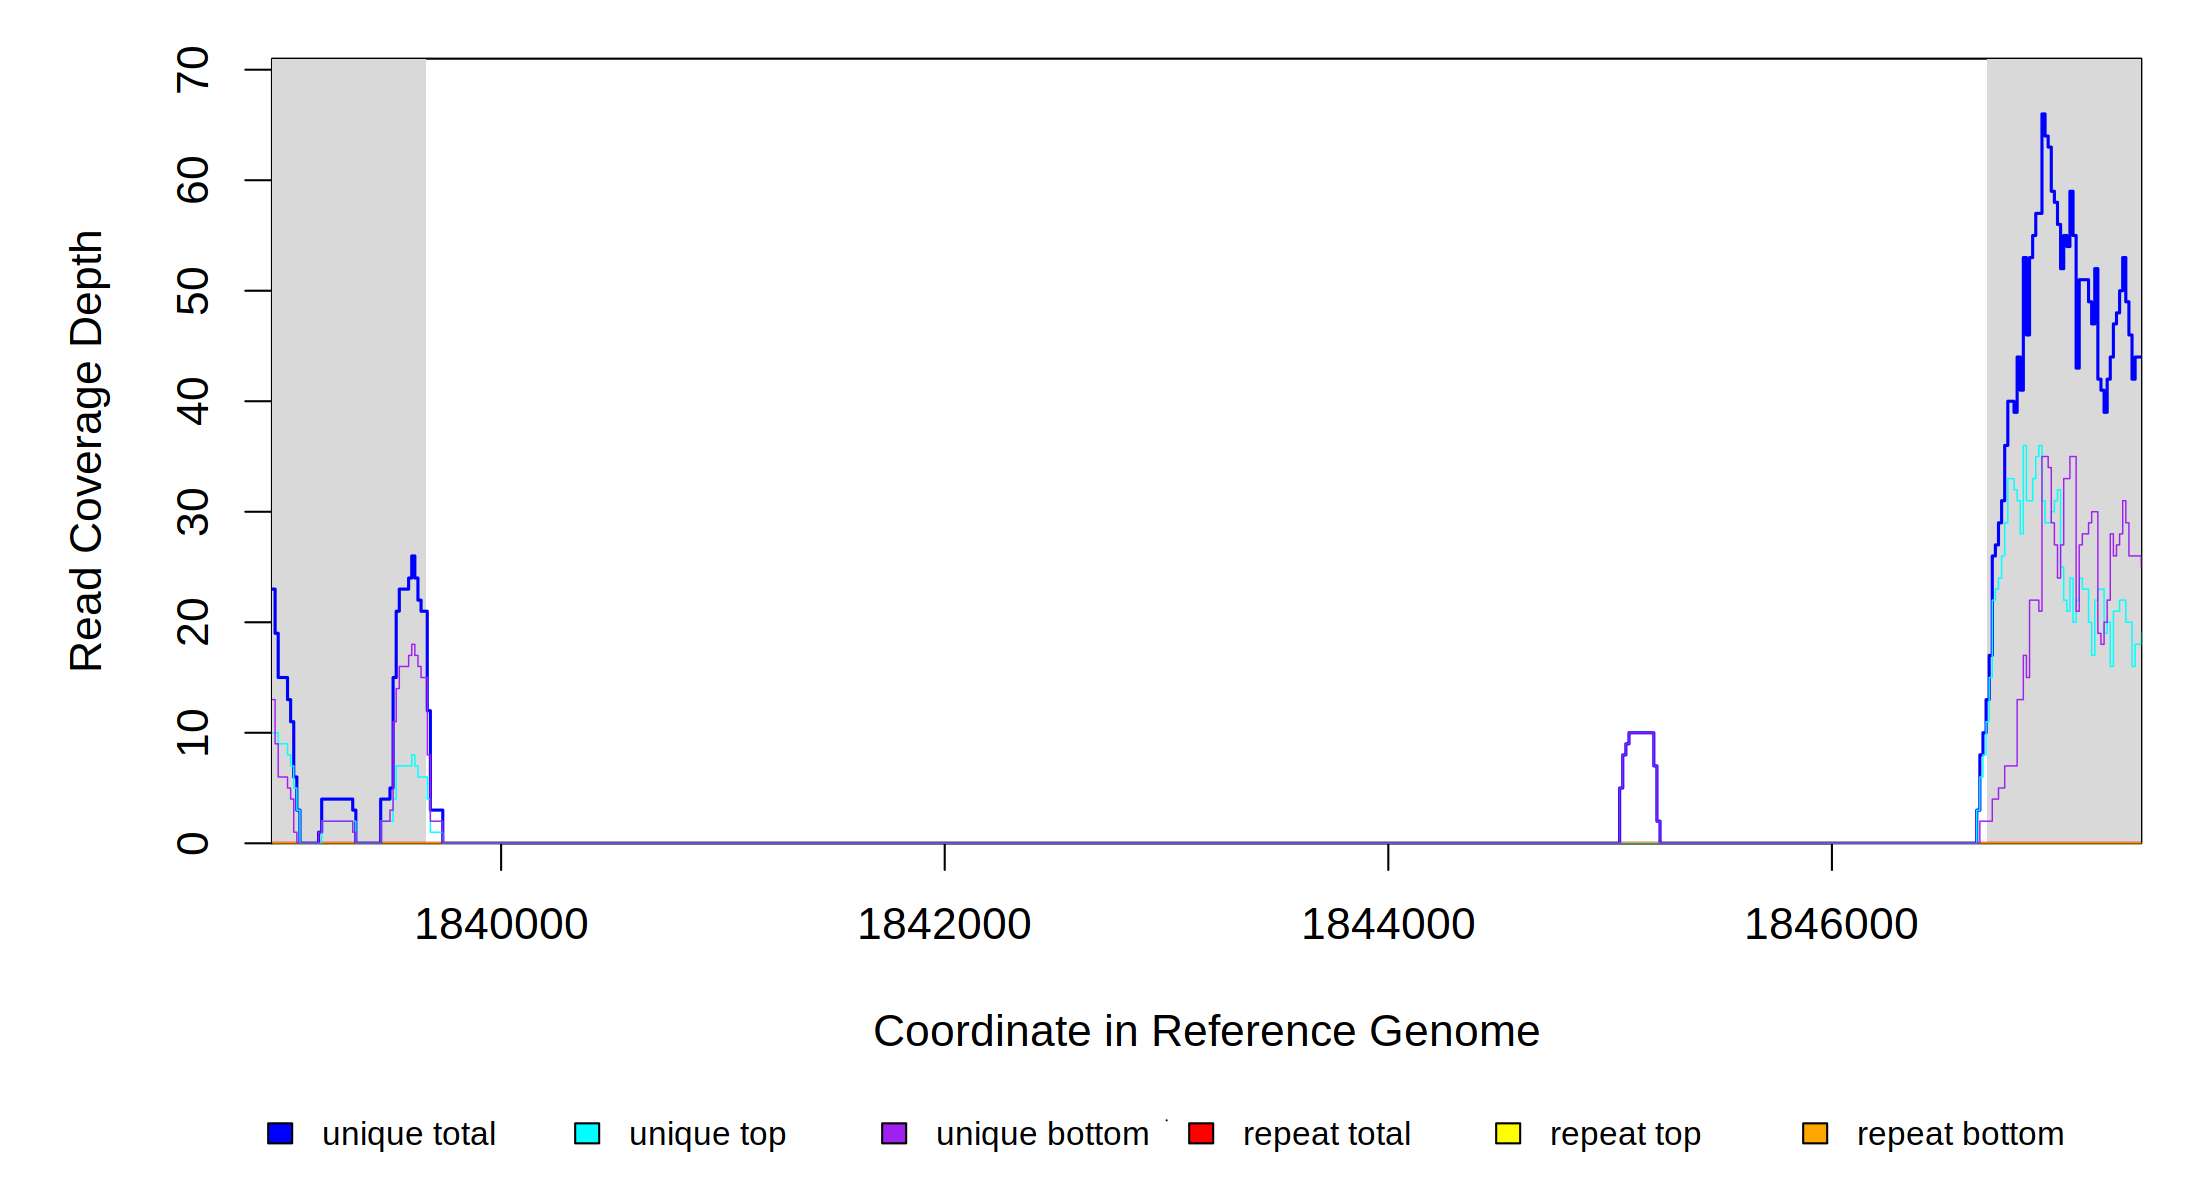 70
60
50
40
30
20
10
0
Read Coverage Depth
1840000 1842000 1844000 1846000
Coordinate in Reference Genome
unique total unique top unique bottom repeat total repeat top repeat bottom